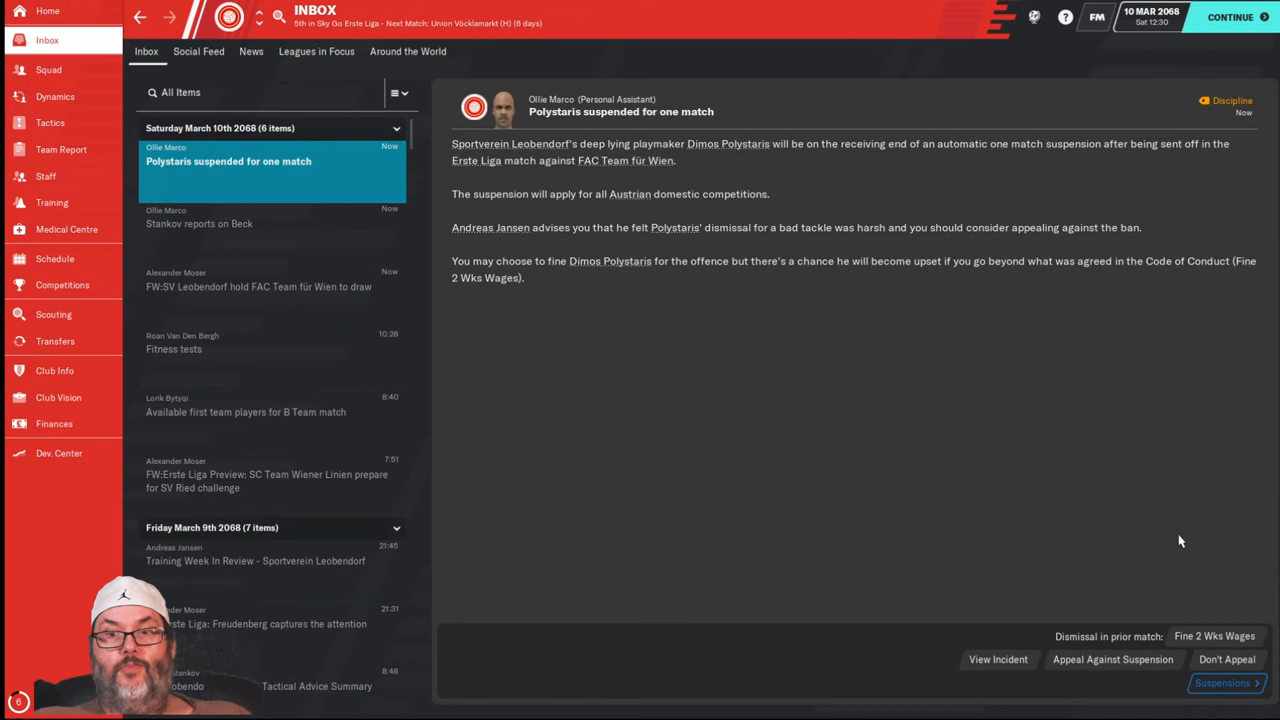 Home
Inbox
Squad
Dynamics
Tactics
Team Report
Staff
Training
Medical Centre
Schedule
Competitions
Scouting
Transfers
Club Info
Club Vision
Finances
Dev. Center
6
INBOX
5th in Sky Go Erste Liga - Next Match: Union Vöcklamarkt (H) (6 days)
?
FM
10 MAR 2068
Sat 12:30
CONTINUE
Inbox
Social Feed
News
Leagues in Focus
Around the World
All Items
Saturday March 10th 2068 (6 items)
Ollie Marco
Now
Polystaris suspended for one match
Ollie Marco
Now
Stankov reports on Beck
Alexander Moser
Now
FW:SV Leobendorf hold FAC Team für Wien to draw
Roan Van Den Bergh
10:28
Fitness tests
Lorik Bytyqi
8:40
Available first team players for B Team match
Alexander Moser
7:51
FW:Erste Liga Preview: SC Team Wiener Linien prepare
for SV Ried challenge
Friday March 9th 2068 (7 items)
Andreas Jansen
21:45
Training Week In Review - Sportverein Leobendorf
nder Moser
21:31
rste Liga: Freudenberg captures the attention
stankov
8:48
obendo
Tactical Advice Summary
Ollie Marco (Personal Assistant)
Polystaris suspended for one match
Discipline
Now
Sportverein Leobendorf's deep lying playmaker Dimos Polystaris will be on the receiving end of an automatic one match suspension after being sent off in the
Erste Liga match against FAC Team für Wien.
The suspension will apply for all Austrian domestic competitions.
Andreas Jansen advises you that he felt Polystaris' dismissal for a bad tackle was harsh and you should consider appealing against the ban.
You may choose to fine Dimos Polystaris for the offence but there's a chance he will become upset if you go beyond what was agreed in the Code of Conduct (Fine
2 Wks Wages).
Dismissal in prior match:
Fine 2 Wks Wages
View Incident
Appeal Against Suspension
Don't Appeal
Suspensions